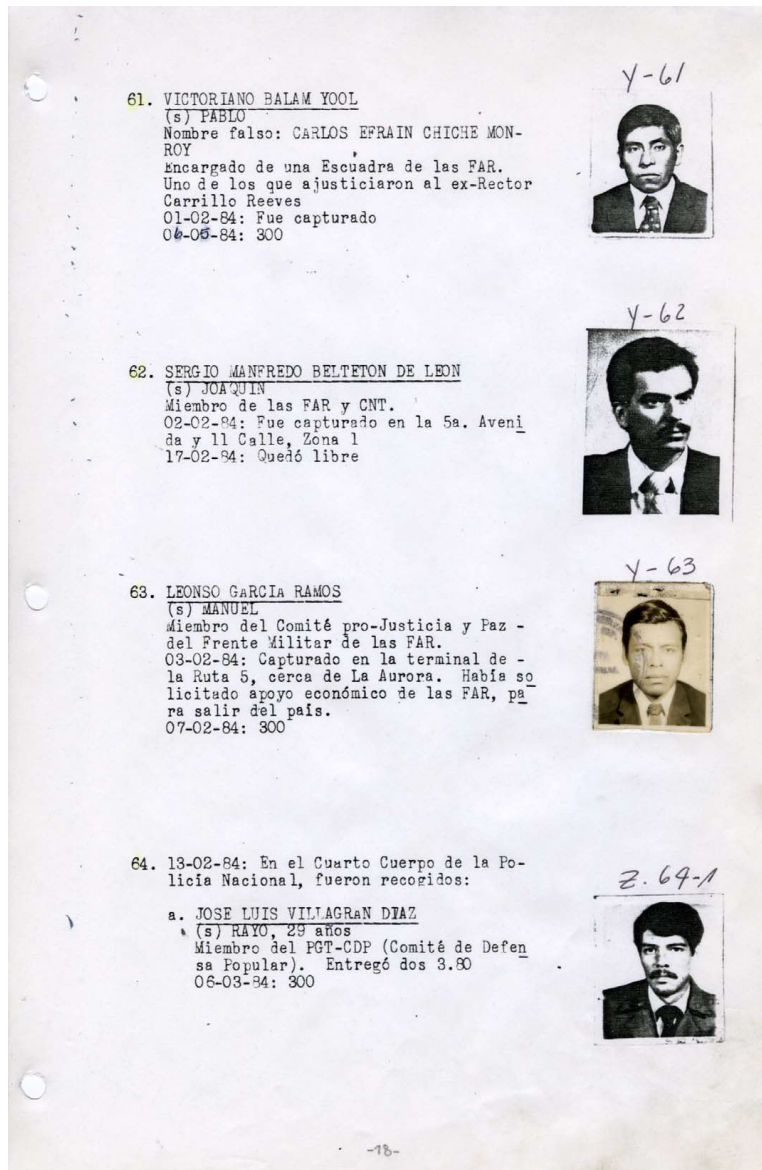 Y-61
61. VICTORIANO BALAM YOOL
(s) PABLO
Nombre falso: CARLOS EFRAIN CHICHE MON-
ROY
Encargado de una Escuadra de las FAR.
Uno de los que ajusticiaron al ex-Rector
Carrillo Reeves
01-02-84: Fue capturado
06-05-84: 300
Y-62
62. SERGIO MANFREDO BELTETON DE LEON
(s) JOAQUIN
Miembro de las FAR y CNT.
02-02-84: Fue capturado en la 5a. Aveni
da y 11 Calle, Zona 1
17-02-84: Quedó libre
Y-63
63. LEONSO GARCIA RAMOS
(s) MANUEL
Miembro del Comité pro-Justicia y Paz -
del Frente Militar de las FAR.
03-02-84: Capturado en la terminal de -
la Ruta 5, cerca de La Aurora. Había so
licitado apoyo económico de las FAR, pa
ra salir del país.
07-02-84: 300
64. 13-02-84: En el Cuarto Cuerpo de la Po-
licía Nacional, fueron recogidos:
Z.64-1
a. JOSE LUIS VILLAGRAN DIAZ
(s) RAYO, 29 años
Miembro del PGT-CDP (Comité de Defen
sa Popular). Entregó dos 3.80
06-03-84: 300
-18-